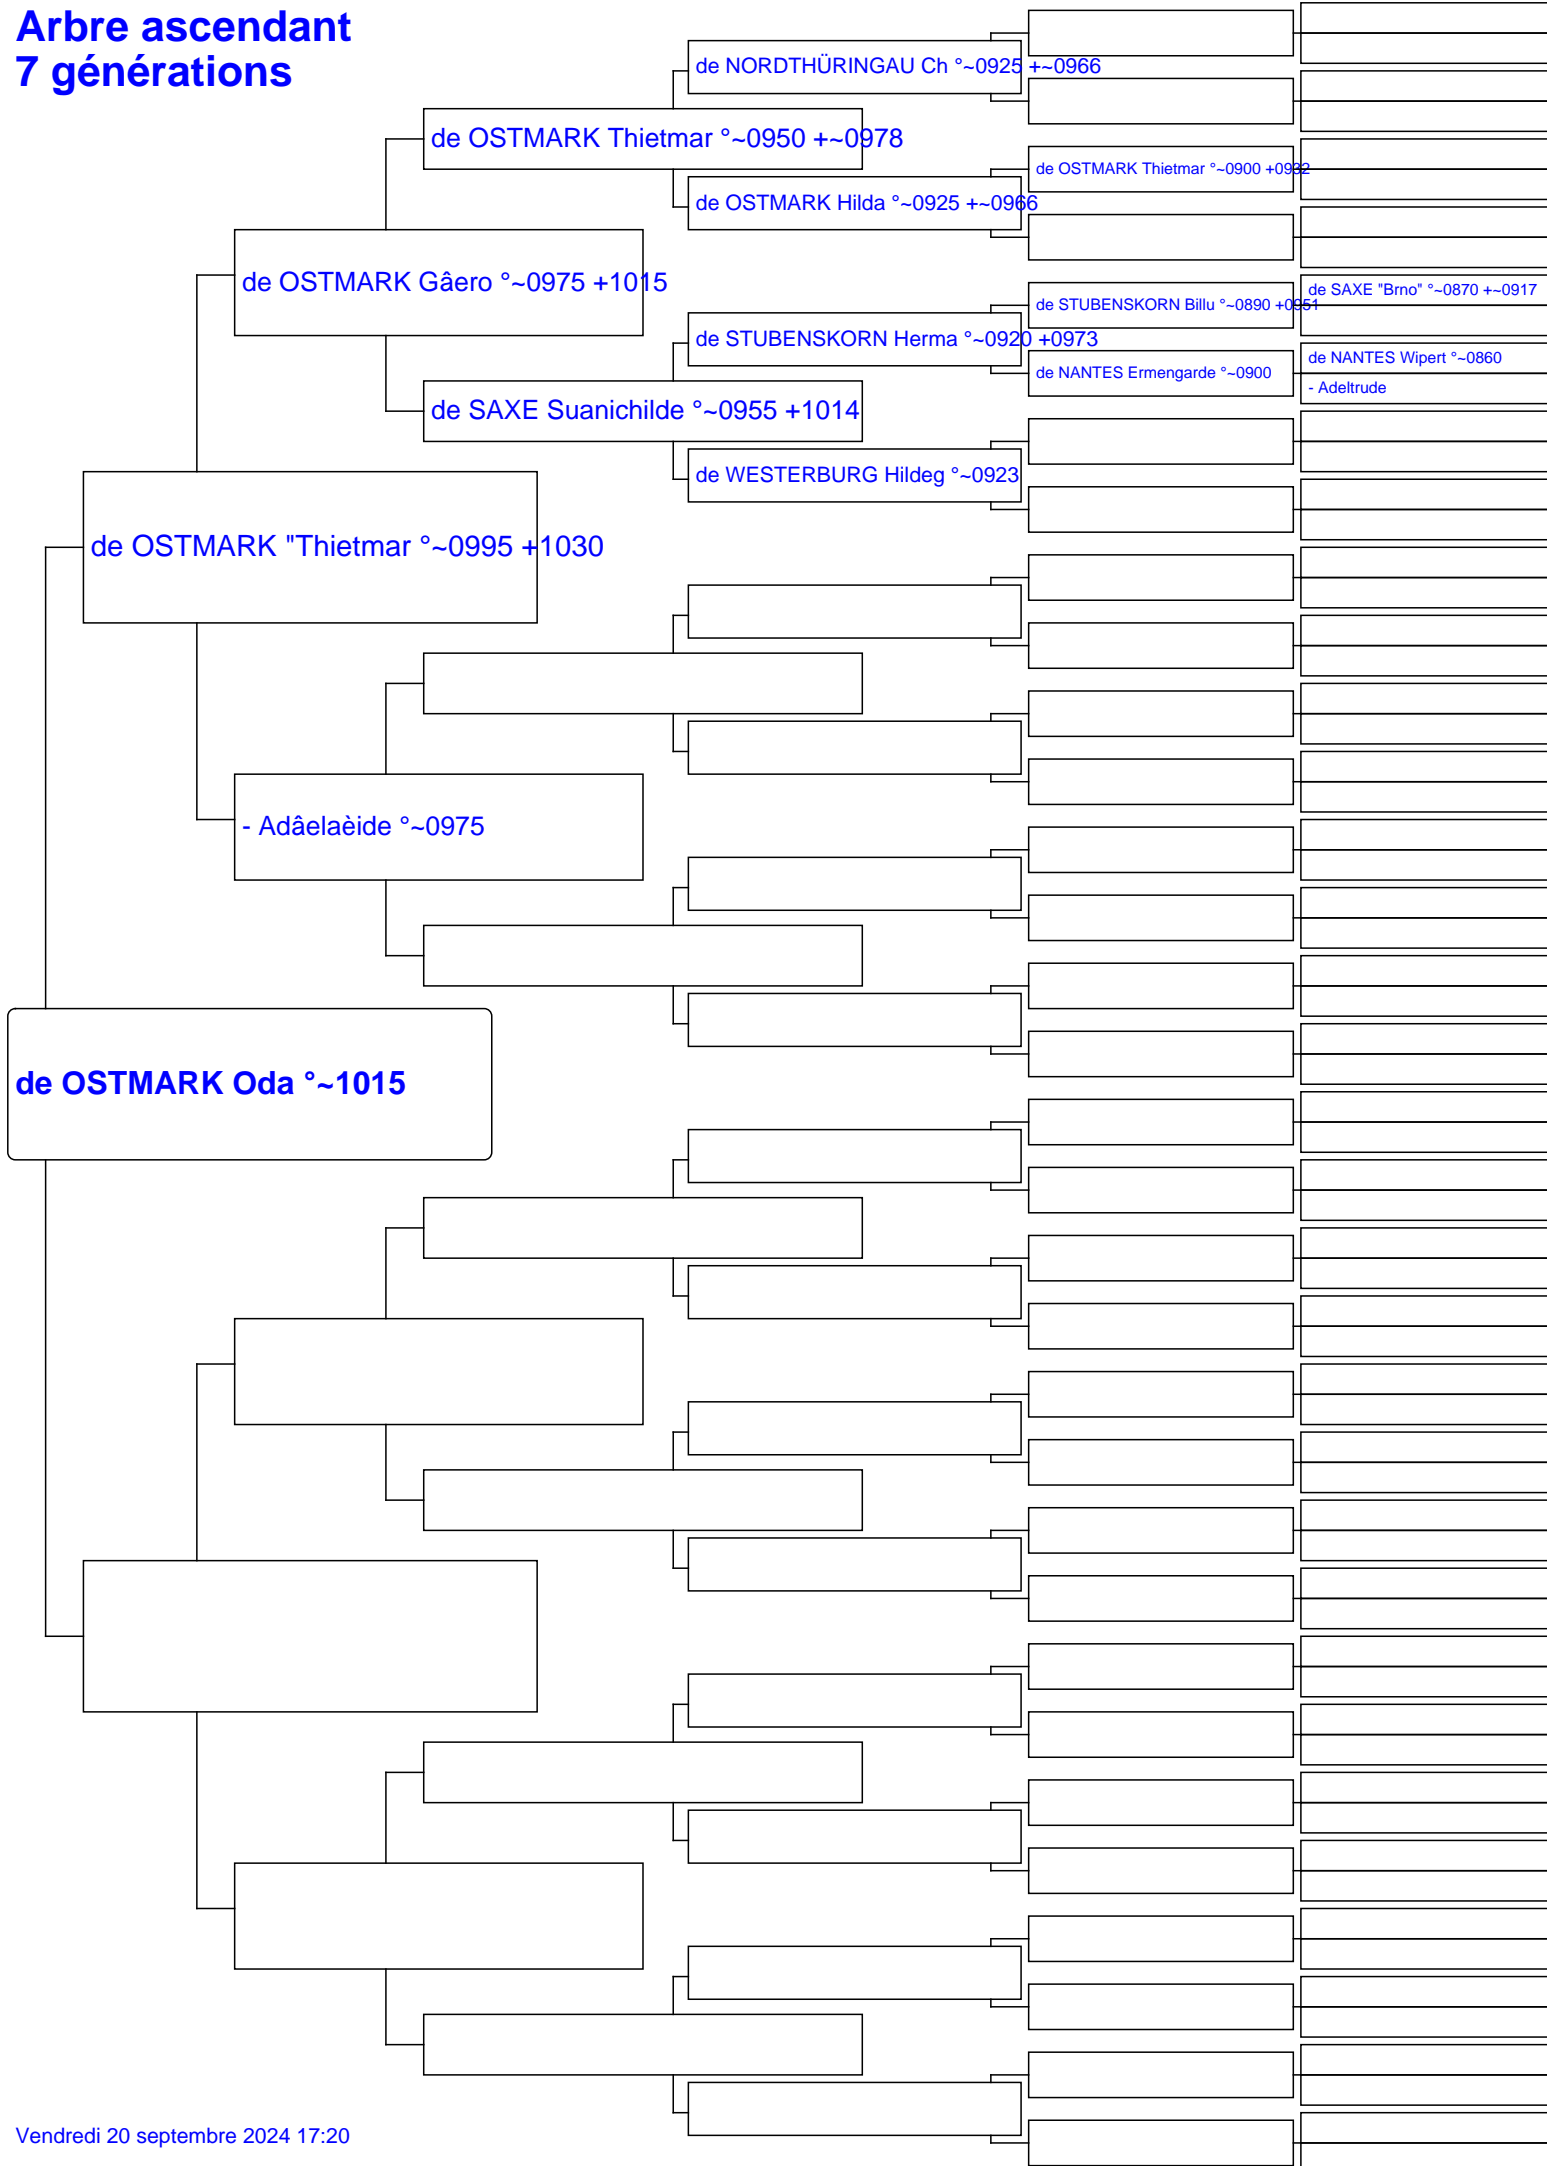 Arbre ascendant
7 générations
de NORDTHÜRINGAU Ch °~0925 +~0966
de OSTMARK Thietmar °~0950 +~0978
de OSTMARK Thietmar °~0900 +0932
de OSTMARK Hilda °~0925 +~0966
de OSTMARK Gâero °~0975 +1015
de SAXE "Brno" °~0870 +~0917
de STUBENSKORN Billu °~0890 +0951
de STUBENSKORN Herma °~0920 +0973
de NANTES Wipert °~0860
de NANTES Ermengarde °~0900
- Adeltrude
de SAXE Suanichilde °~0955 +1014
de WESTERBURG Hildeg °~0923
de OSTMARK "Thietmar °~0995 +1030
- Adâelaèide °~0975
de OSTMARK Oda °~1015
Vendredi 20 septembre 2024 17:20